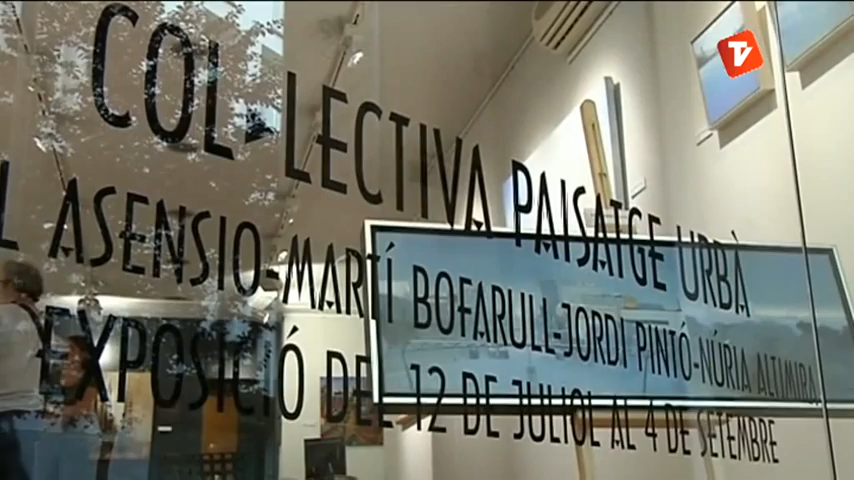 COL·LECTIVA PAISATGE URBÀ
L ASENSIO-MARTÍ BOFARULL-JORDI PINTÓ-NÚRIA ALTIMIRA
EXPOSICIÓ DEL 12 DE JULIOL AL 4 DE SETEMBRE
TV